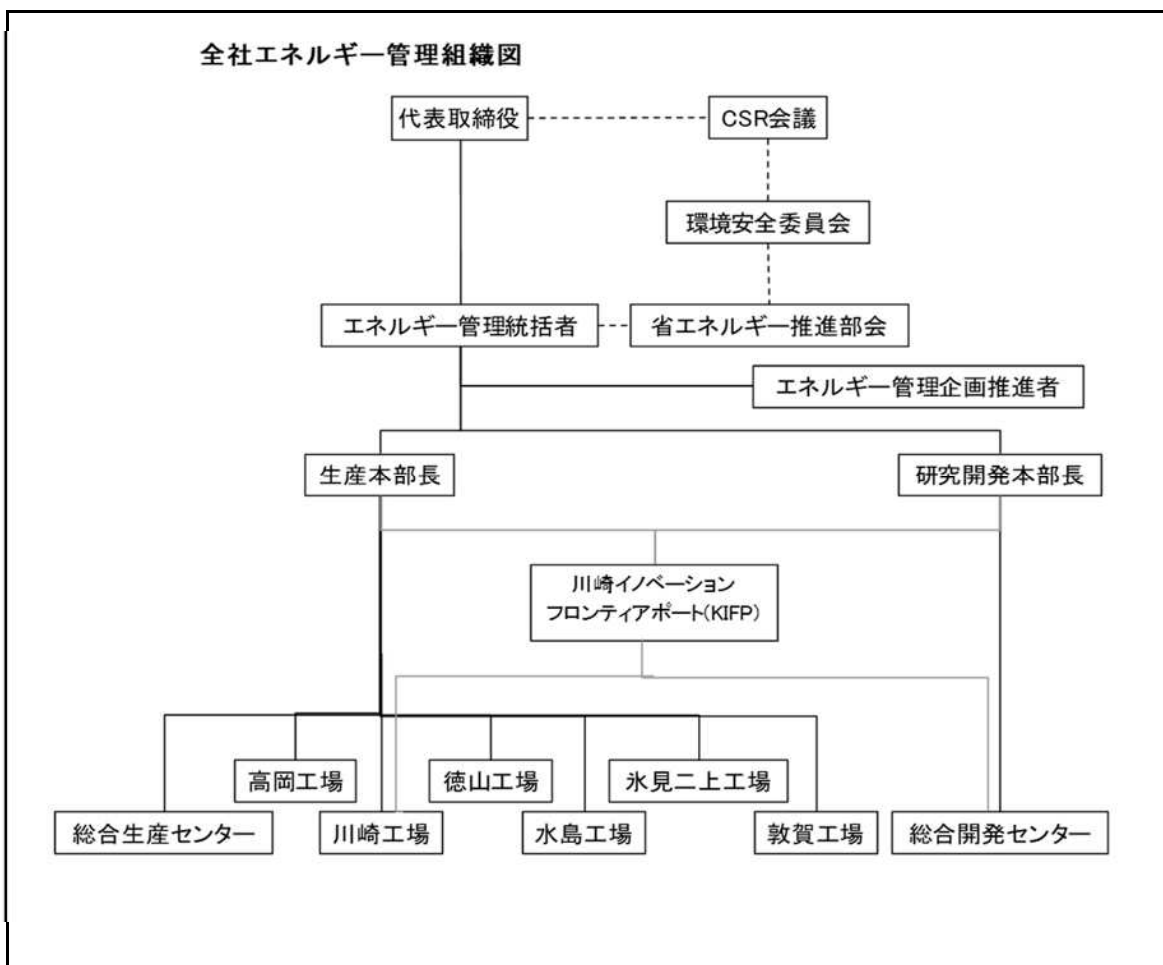 全社エネルギー管理組織図
代表取締役
CSR会議
環境安全委員会
エネルギー管理統括者
省エネルギー推進部会
エネルギー管理企画推進者
生産本部長
研究開発本部長
川崎イノベーション
フロンティアポート(KIFP)
高岡工場
徳山工場
氷見二上工場
総合生産センター
川崎工場
水島工場
敦賀工場
総合開発センター